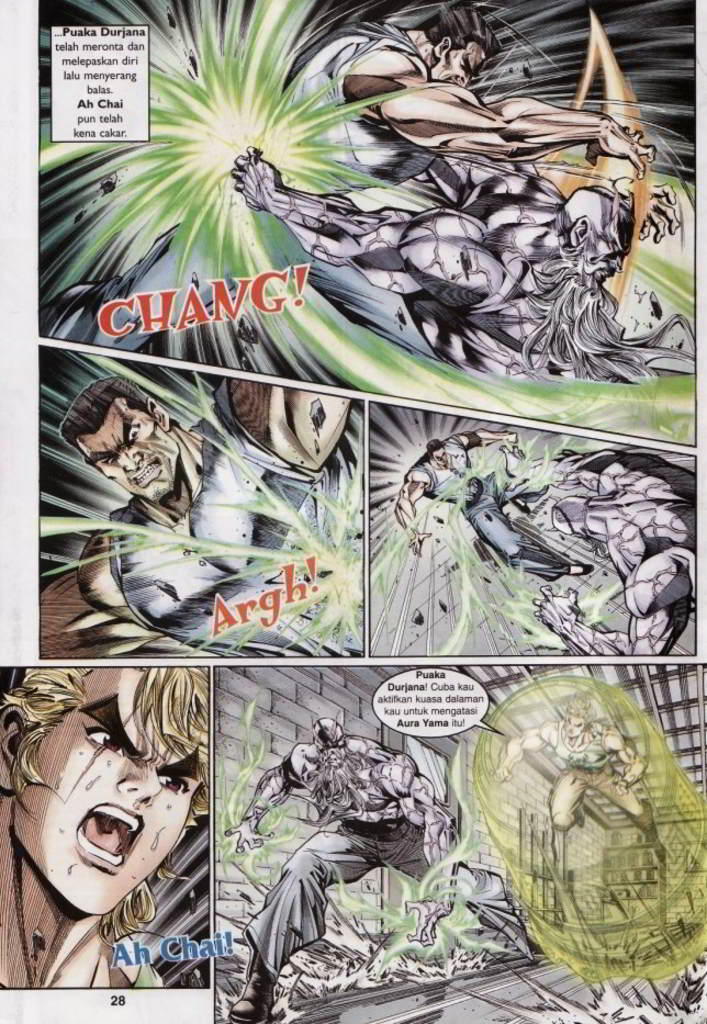 ...Puaka Durjana
telah meronta dan
melepaskan diri
lalu menyerang
balas.
Ah Chai
pun telah
kena cakar.
CHANG!
Argh!
Ah Chai!
Puaka
Durjana! Cuba kau
aktifkan kuasa dalaman
kau untuk mengatasi
Aura Yama itu!
28